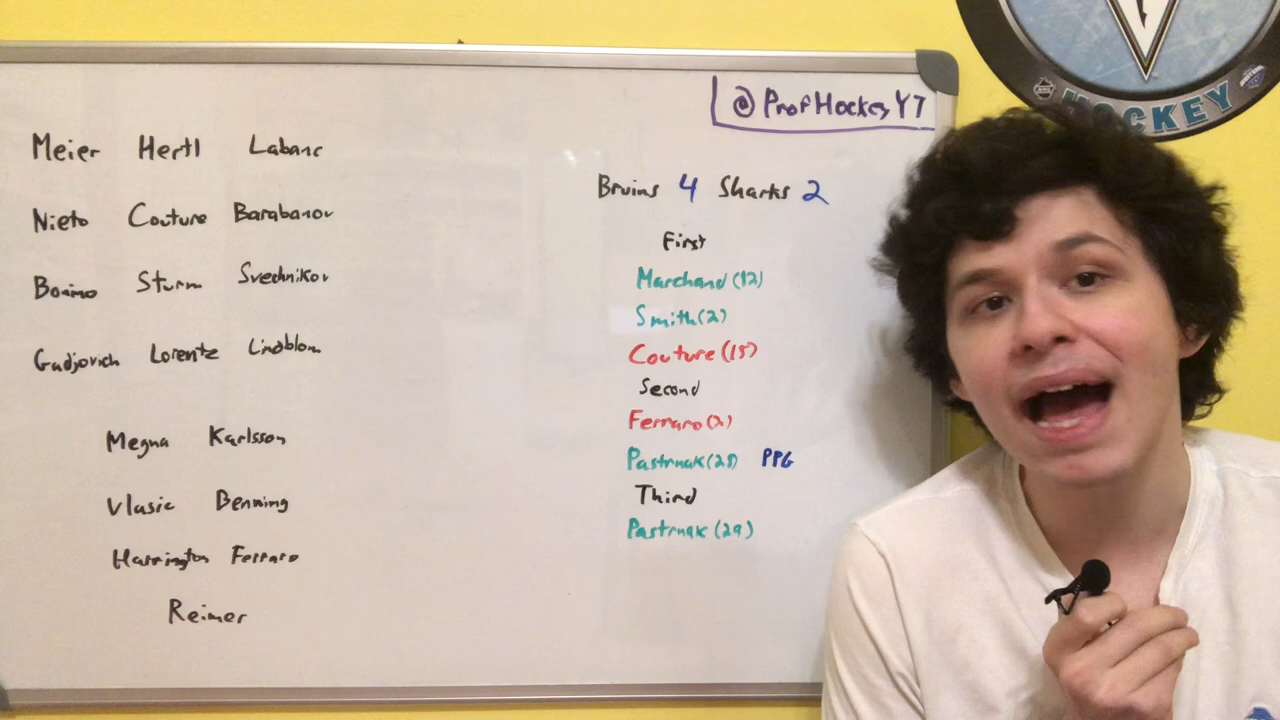 HOCKEY
@ProfHockeyYT
Meier Hertl Labanc
Nieto Couture Barabanov
Bonino Sturm Svechnikov
Gadjovich Lorentz Lindblom
Megna Karlsson
Vlasic Benning
Harrington Ferraro
Reimer
Bruins 4 Sharks 2
First
Marchand (12)
Smith (2)
Couture (15)
Second
Ferraro (2)
Pastrnak (28) PPG
Third
Pastrnak (29)